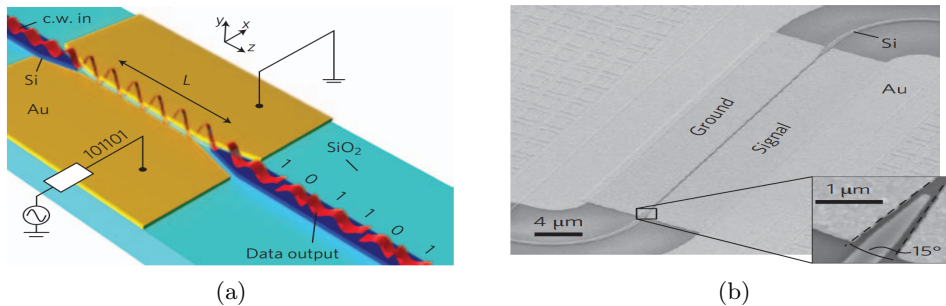 c.w. in
y
x
z
Si
L
Au
SiO2
101101
1
0
1
1
0
1
Data output
(a)
Si
Au
Ground
Signal
1 μm
4 μm
15°
(b)